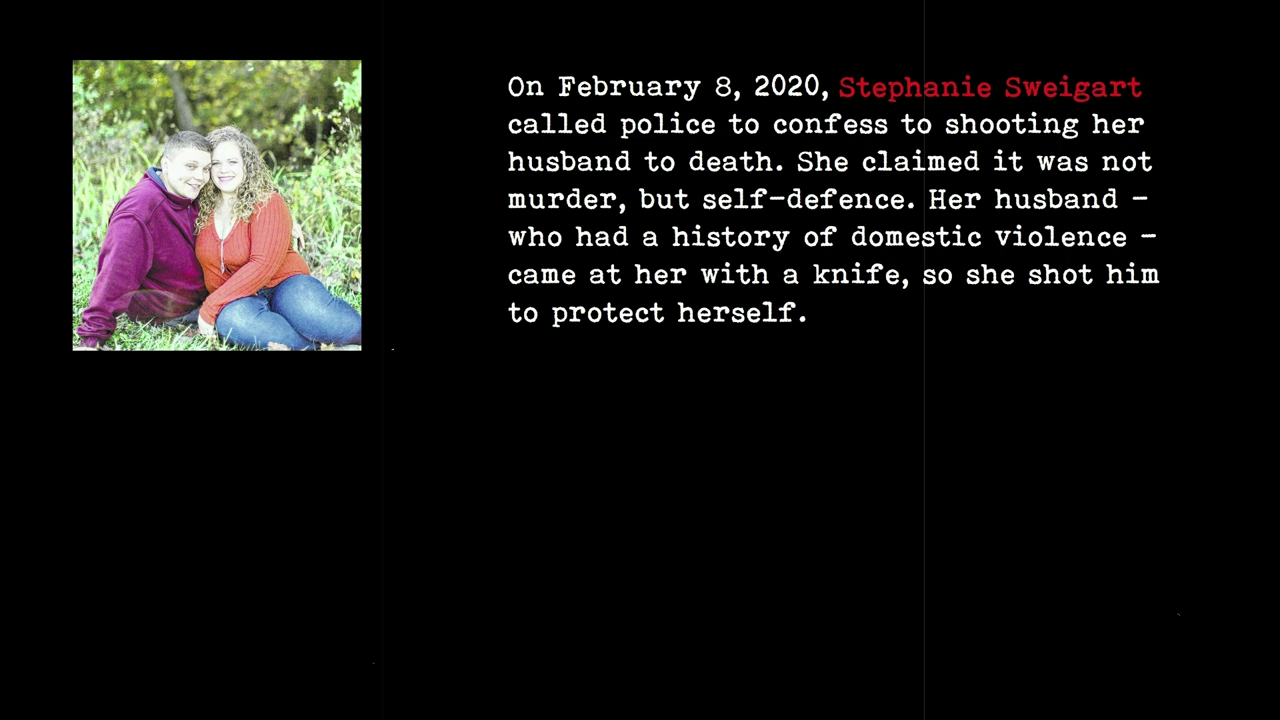 On February 8, 2020, Stephanie Sweigart
called police to confess to shooting her
husband to death. She claimed it was not
murder, but self-defence. Her husband -
who had a history of domestic violence -
came at her with a knife, so she shot him
to protect herself.